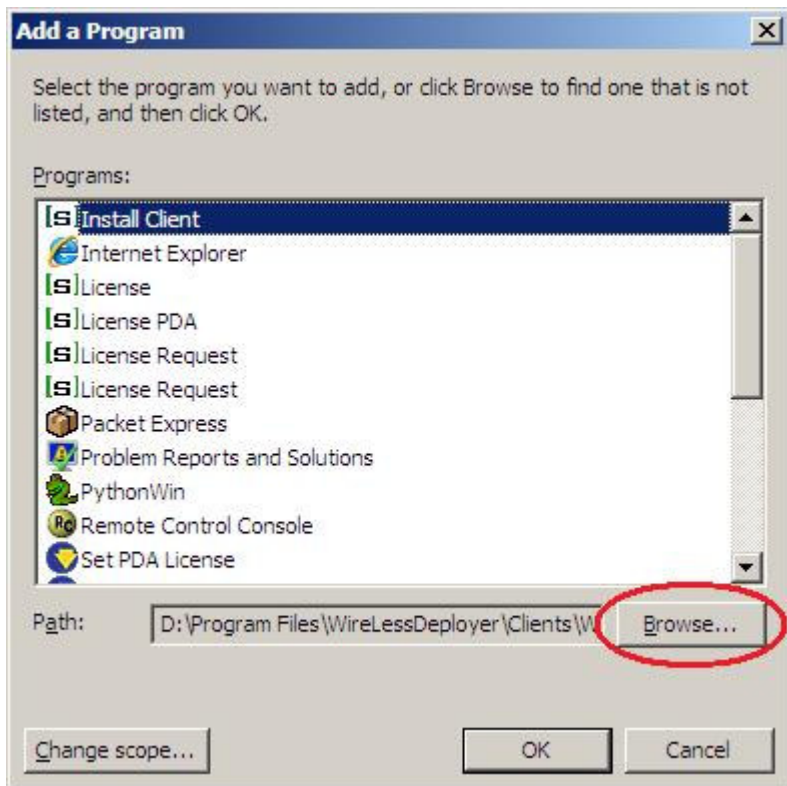 Add a Program
Select the program you want to add, or click Browse to find one that is not
listed, and then click OK.
Programs:
[s] Install Client
Internet Explorer
[s] License
[s] License PDA
[s] License Request
[s] License Request
Packet Express
Problem Reports and Solutions
PythonWin
RC Remote Control Console
Set PDA License
Path: D:\Program Files\WireLessDeployer\Clients\W Browse...
Change scope... OK Cancel